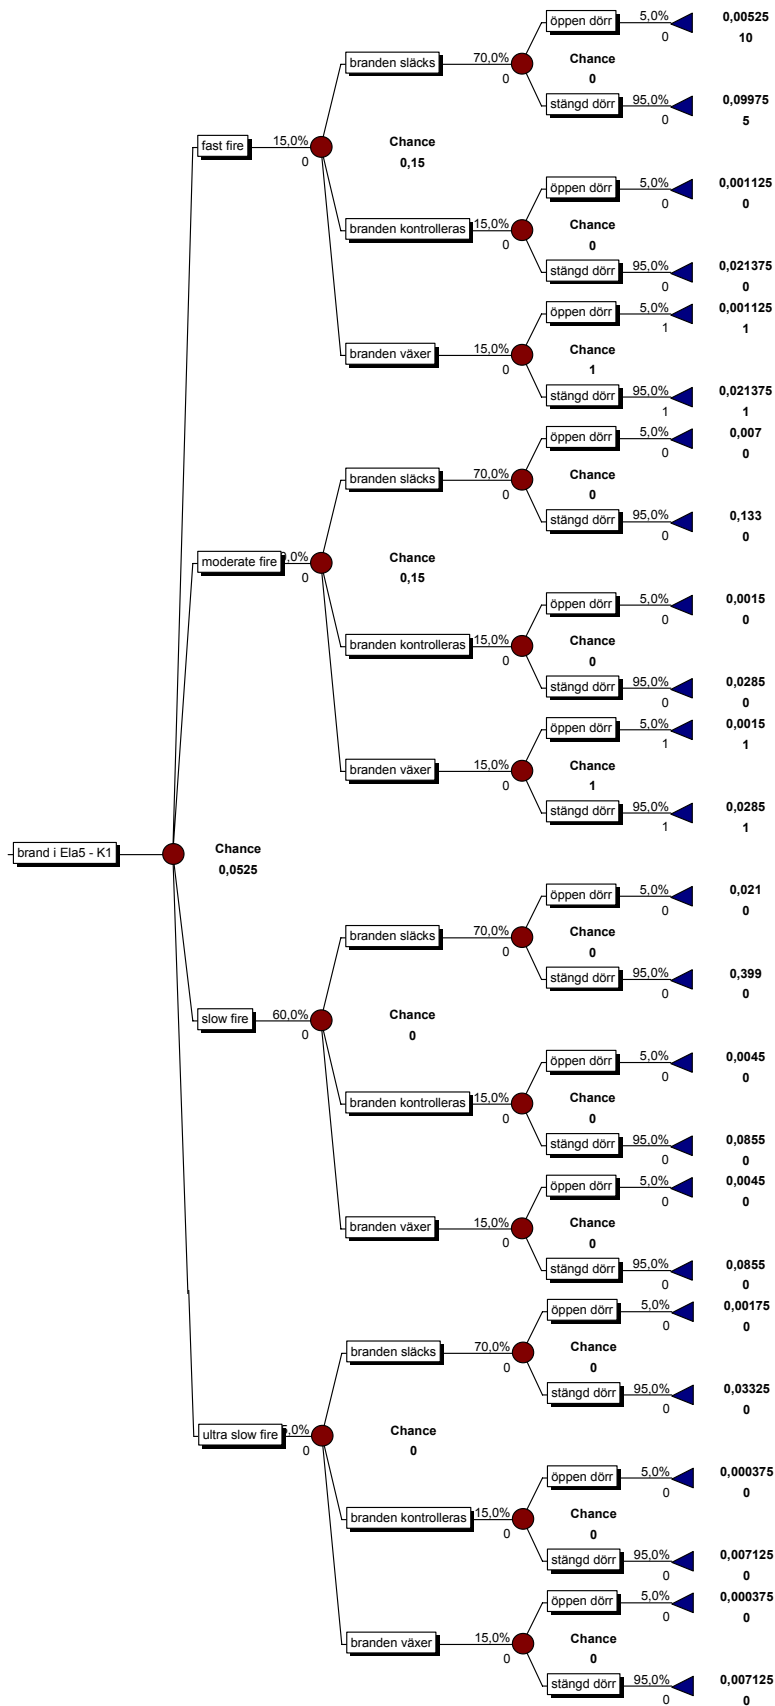 öppen dörr 5,0% 0,00525
0 10
branden släcks 70,0% Chance
0 0
stängd dörr 95,0% 0,09975
0 5
fast fire 15,0% Chance
0 0,15
öppen dörr 5,0% 0,001125
0 0
branden kontrolleras 15,0% Chance
0 0
stängd dörr 95,0% 0,021375
0 0
öppen dörr 5,0% 0,001125
1 1
branden växer 15,0% Chance
0 1
stängd dörr 95,0% 0,021375
1 1
öppen dörr 5,0% 0,007
0 0
branden släcks 70,0% Chance
0 0
stängd dörr 95,0% 0,133
0 0
moderate fire ,0% Chance
0 0,15
öppen dörr 5,0% 0,0015
0 0
branden kontrolleras 15,0% Chance
0 0
stängd dörr 95,0% 0,0285
0 0
öppen dörr 5,0% 0,0015
1 1
branden växer 15,0% Chance
0 1
stängd dörr 95,0% 0,0285
1 1
brand i Ela5 - K1 Chance
0,0525
öppen dörr 5,0% 0,021
0 0
branden släcks 70,0% Chance
0 0
stängd dörr 95,0% 0,399
0 0
slow fire 60,0% Chance
0 0
öppen dörr 5,0% 0,0045
0 0
branden kontrolleras 15,0% Chance
0 0
stängd dörr 95,0% 0,0855
0 0
öppen dörr 5,0% 0,0045
0 0
branden växer 15,0% Chance
0 0
stängd dörr 95,0% 0,0855
0 0
öppen dörr 5,0% 0,00175
0 0
branden släcks 70,0% Chance
0 0
stängd dörr 95,0% 0,03325
0 0
ultra slow fire ,0% Chance
0 0
öppen dörr 5,0% 0,000375
0 0
branden kontrolleras 15,0% Chance
0 0
stängd dörr 95,0% 0,007125
0 0
öppen dörr 5,0% 0,000375
0 0
branden växer 15,0% Chance
0 0
stängd dörr 95,0% 0,007125
0 0